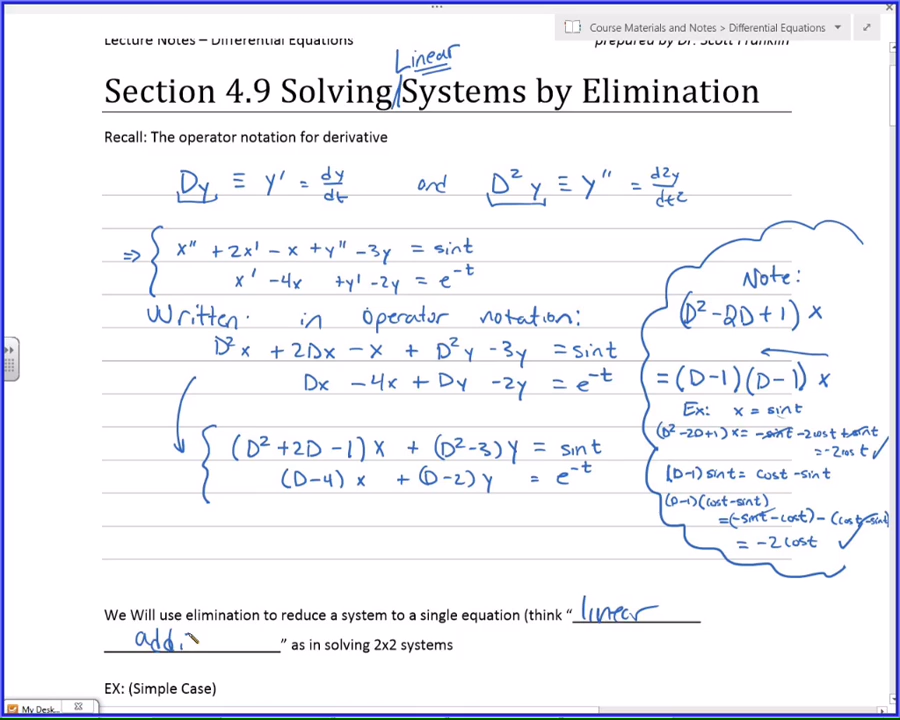 Course Materials and Notes > Differential Equations
Lecture Notes – Differential Equations prepared by Dr. Scott Franklin
Linear
Section 4.9 Solving/Systems by Elimination
Recall: The operator notation for derivative
Dy ≡ y' = dy/dt and D²y ≡ y'' = d2y/dt²
⇒ { x'' + 2x' - x + y'' - 3y = sint
x' - 4x + y' - 2y = e^-t
Written in operator notation:
D²x + 2Dx - x + D²y - 3y = sint
Dx - 4x + Dy - 2y = e^-t
{ (D² + 2D - 1) x + (D² - 3) y = sint
(D - 4) x + (D - 2) y = e^-t
Note:
(D² - 2D + 1) x
= (D - 1)(D - 1) x
Ex: x = sint
(D² - 2D + 1) x = -sint - 2cost + sint
= -2cost ✓
(D-1) sint = cost - sint
(D-1)(cost - sint)
= (-sint - cost) - (cost - sint)
= -2cost ✓
We Will use elimination to reduce a system to a single equation (think " linear
addi " as in solving 2x2 systems
EX: (Simple Case)
My Desk...